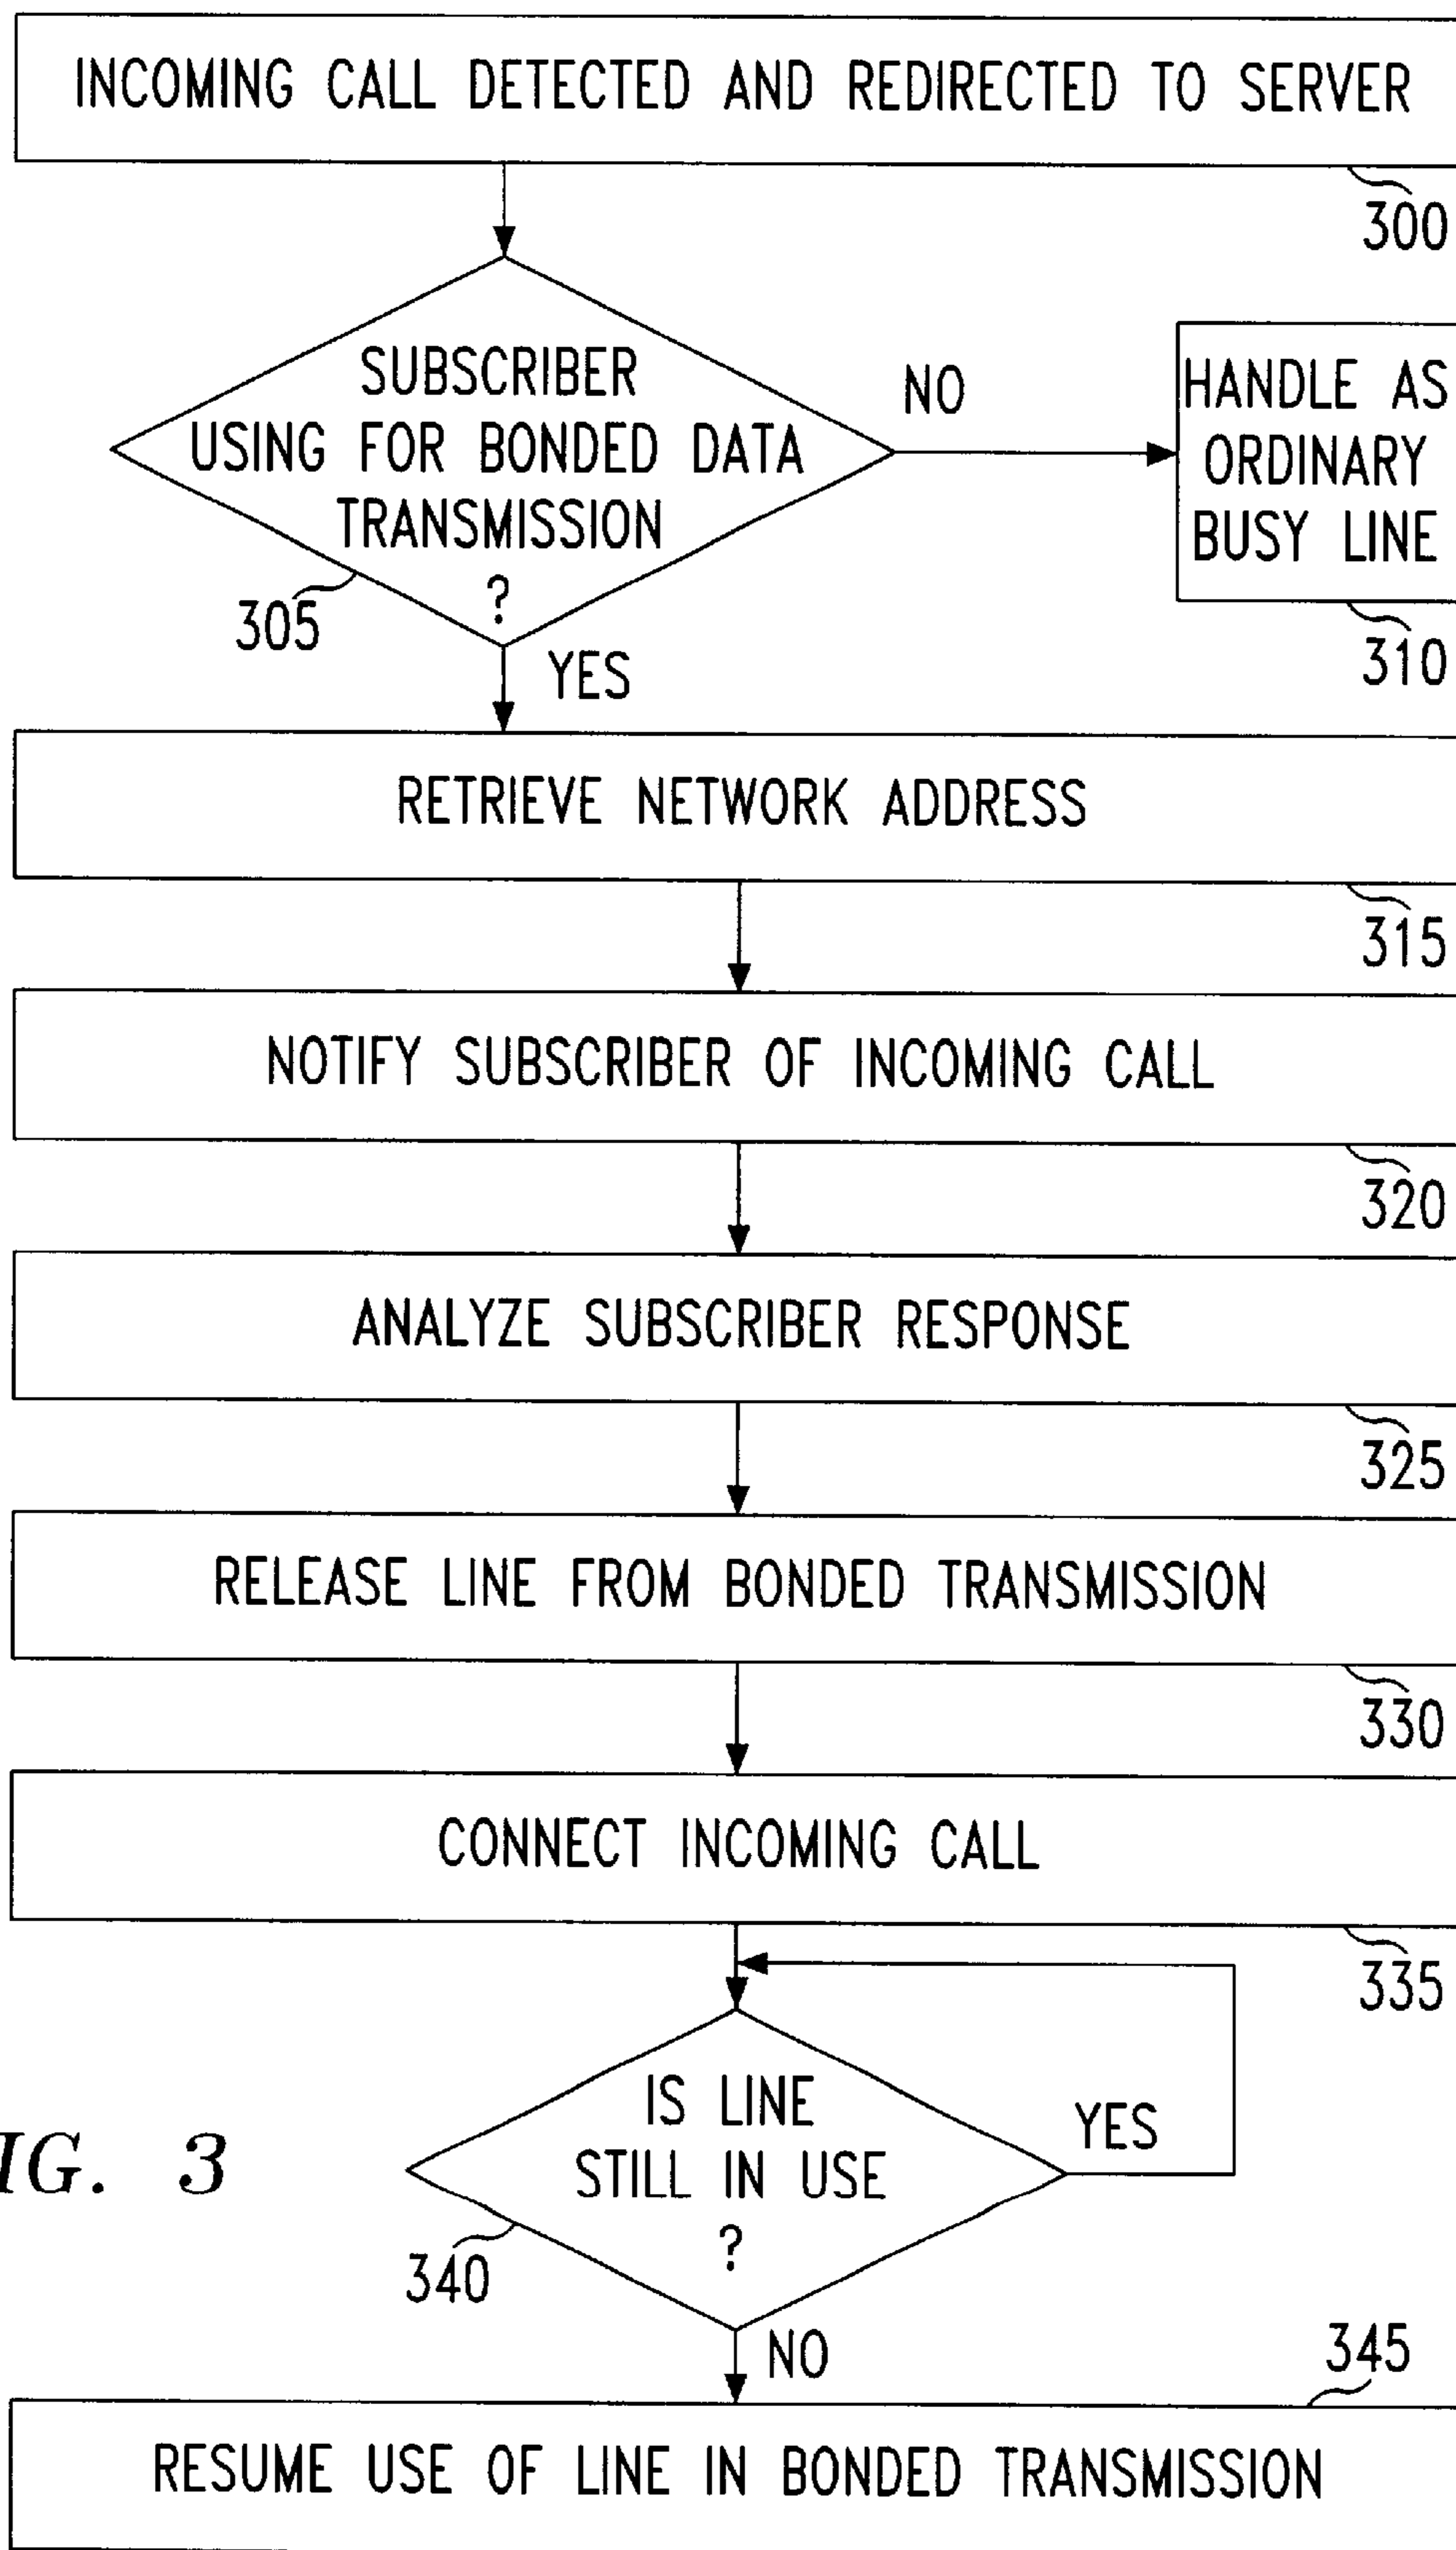 INCOMING CALL DETECTED AND REDIRECTED TO SERVER
300
SUBSCRIBER
USING FOR BONDED DATA
TRANSMISSION
?
305
NO
HANDLE AS
ORDINARY
BUSY LINE
310
YES
RETRIEVE NETWORK ADDRESS
315
NOTIFY SUBSCRIBER OF INCOMING CALL
320
ANALYZE SUBSCRIBER RESPONSE
325
RELEASE LINE FROM BONDED TRANSMISSION
330
CONNECT INCOMING CALL
335
IS LINE
STILL IN USE
?
YES
340
IG. 3
NO
345
RESUME USE OF LINE IN BONDED TRANSMISSION